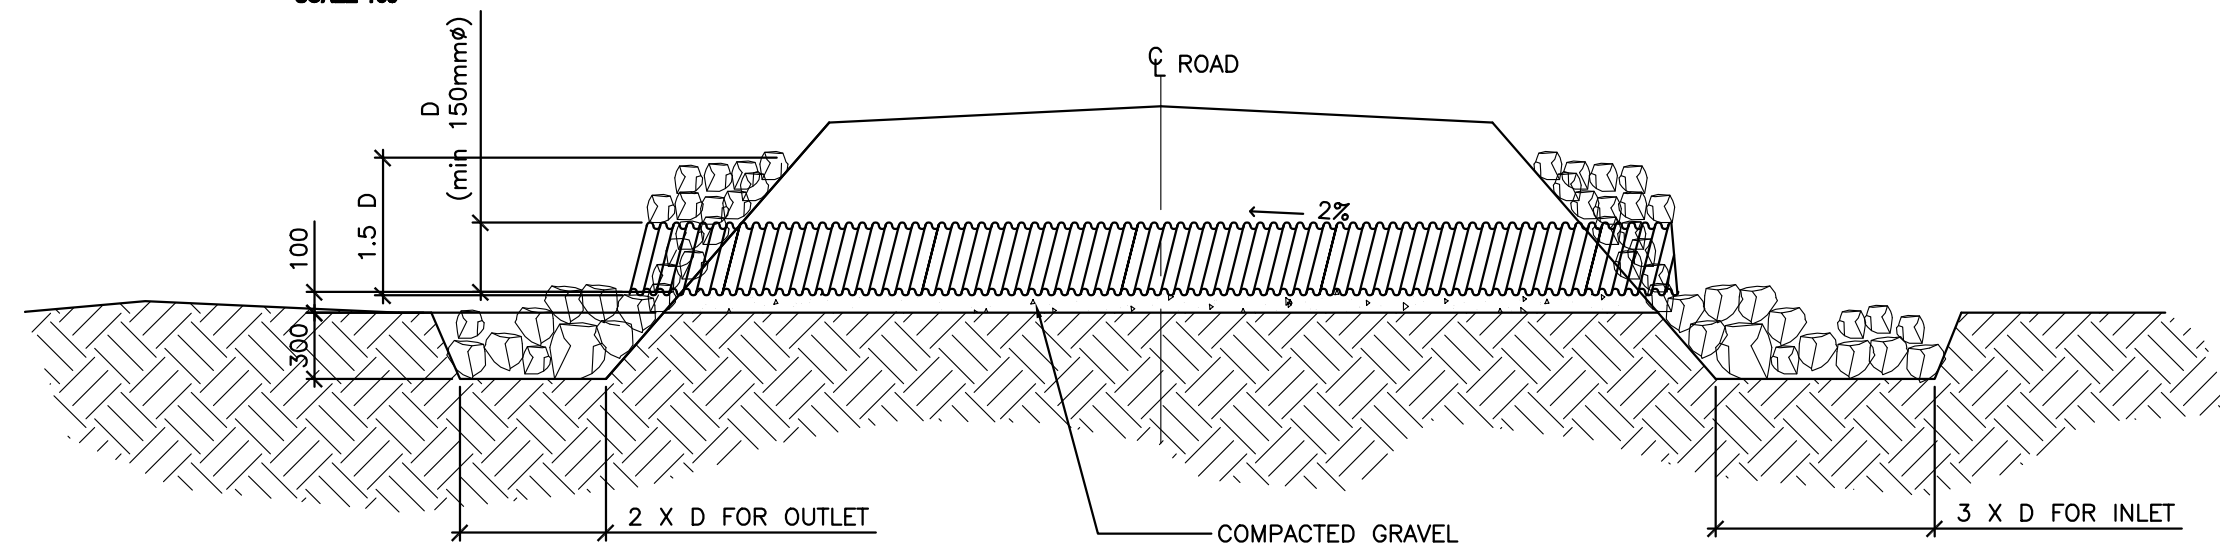 ℄ ROAD
D
(min 150mmø)
2%
1.5 D
100
300
2 X D FOR OUTLET
COMPACTED GRAVEL
3 X D FOR INLET